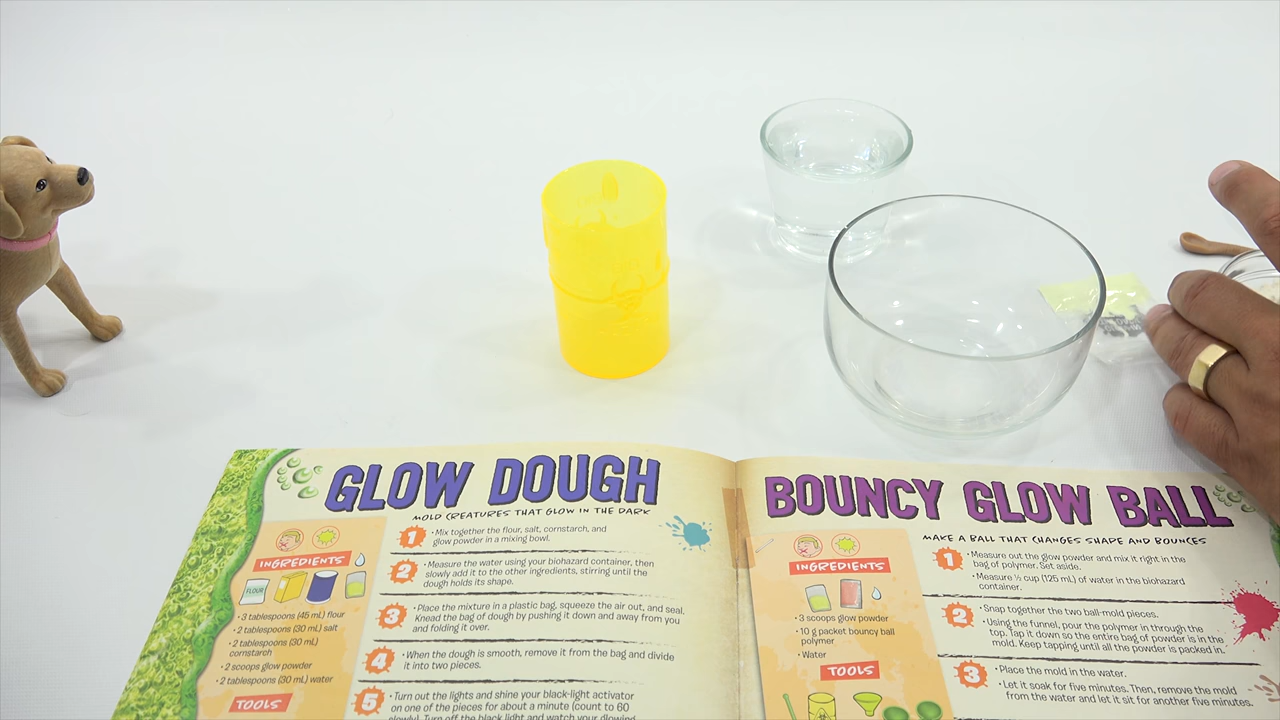 GLOW DOUGH
MOLD CREATURES THAT GLOW IN THE DARK
INGREDIENTS
FLOUR
• 3 tablespoons (45 mL) flour
• 2 tablespoons (30 mL) salt
• 2 tablespoons (30 mL)
cornstarch
• 2 scoops glow powder
• 2 tablespoons (30 mL) water
TOOLS
1 • Mix together the flour, salt, cornstarch, and
glow powder in a mixing bowl.
2 • Measure the water using your biohazard container, then
slowly add it to the other ingredients, stirring until the
dough holds its shape.
3 • Place the mixture in a plastic bag, squeeze the air out, and seal.
Knead the bag of dough by pushing it down and away from you
and folding it over.
4 • When the dough is smooth, remove it from the bag and divide
it into two pieces.
5 • Turn out the lights and shine your black-light activator
on one of the pieces for about a minute (count to 60
slowly). Turn off the black light and watch your glowing
BOUNCY GLOW BALL
MAKE A BALL THAT CHANGES SHAPE AND BOUNCES
INGREDIENTS
• 3 scoops glow powder
• 10 g packet bouncy ball
polymer
• Water
TOOLS
1 • Measure out the glow powder and mix it right in the
bag of polymer. Set aside.
• Measure ½ cup (125 mL) of water in the biohazard
container.
2 • Snap together the two ball-mold pieces.
• Using the funnel, pour the polymer in through the
top. Tap it down so the entire bag of powder is in the
mold. Keep tapping until all the powder is packed in.
3 • Place the mold in the water.
• Let it soak for five minutes. Then, remove the mold
from the water and let it sit for another five minutes.